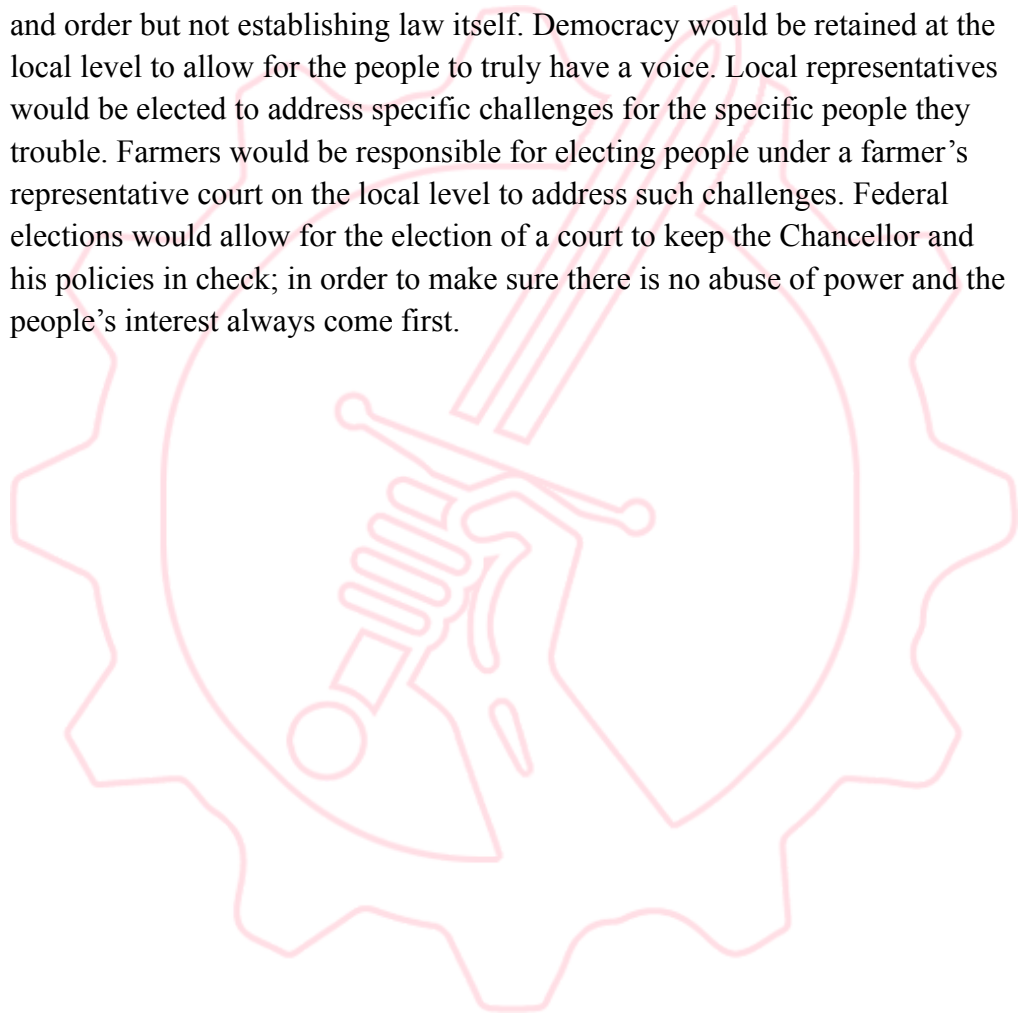 and order but not establishing law itself. Democracy would be retained at the
local level to allow for the people to truly have a voice. Local representatives
would be elected to address specific challenges for the specific people they
trouble. Farmers would be responsible for electing people under a farmer’s
representative court on the local level to address such challenges. Federal
elections would allow for the election of a court to keep the Chancellor and
his policies in check; in order to make sure there is no abuse of power and the
people’s interest always come first.